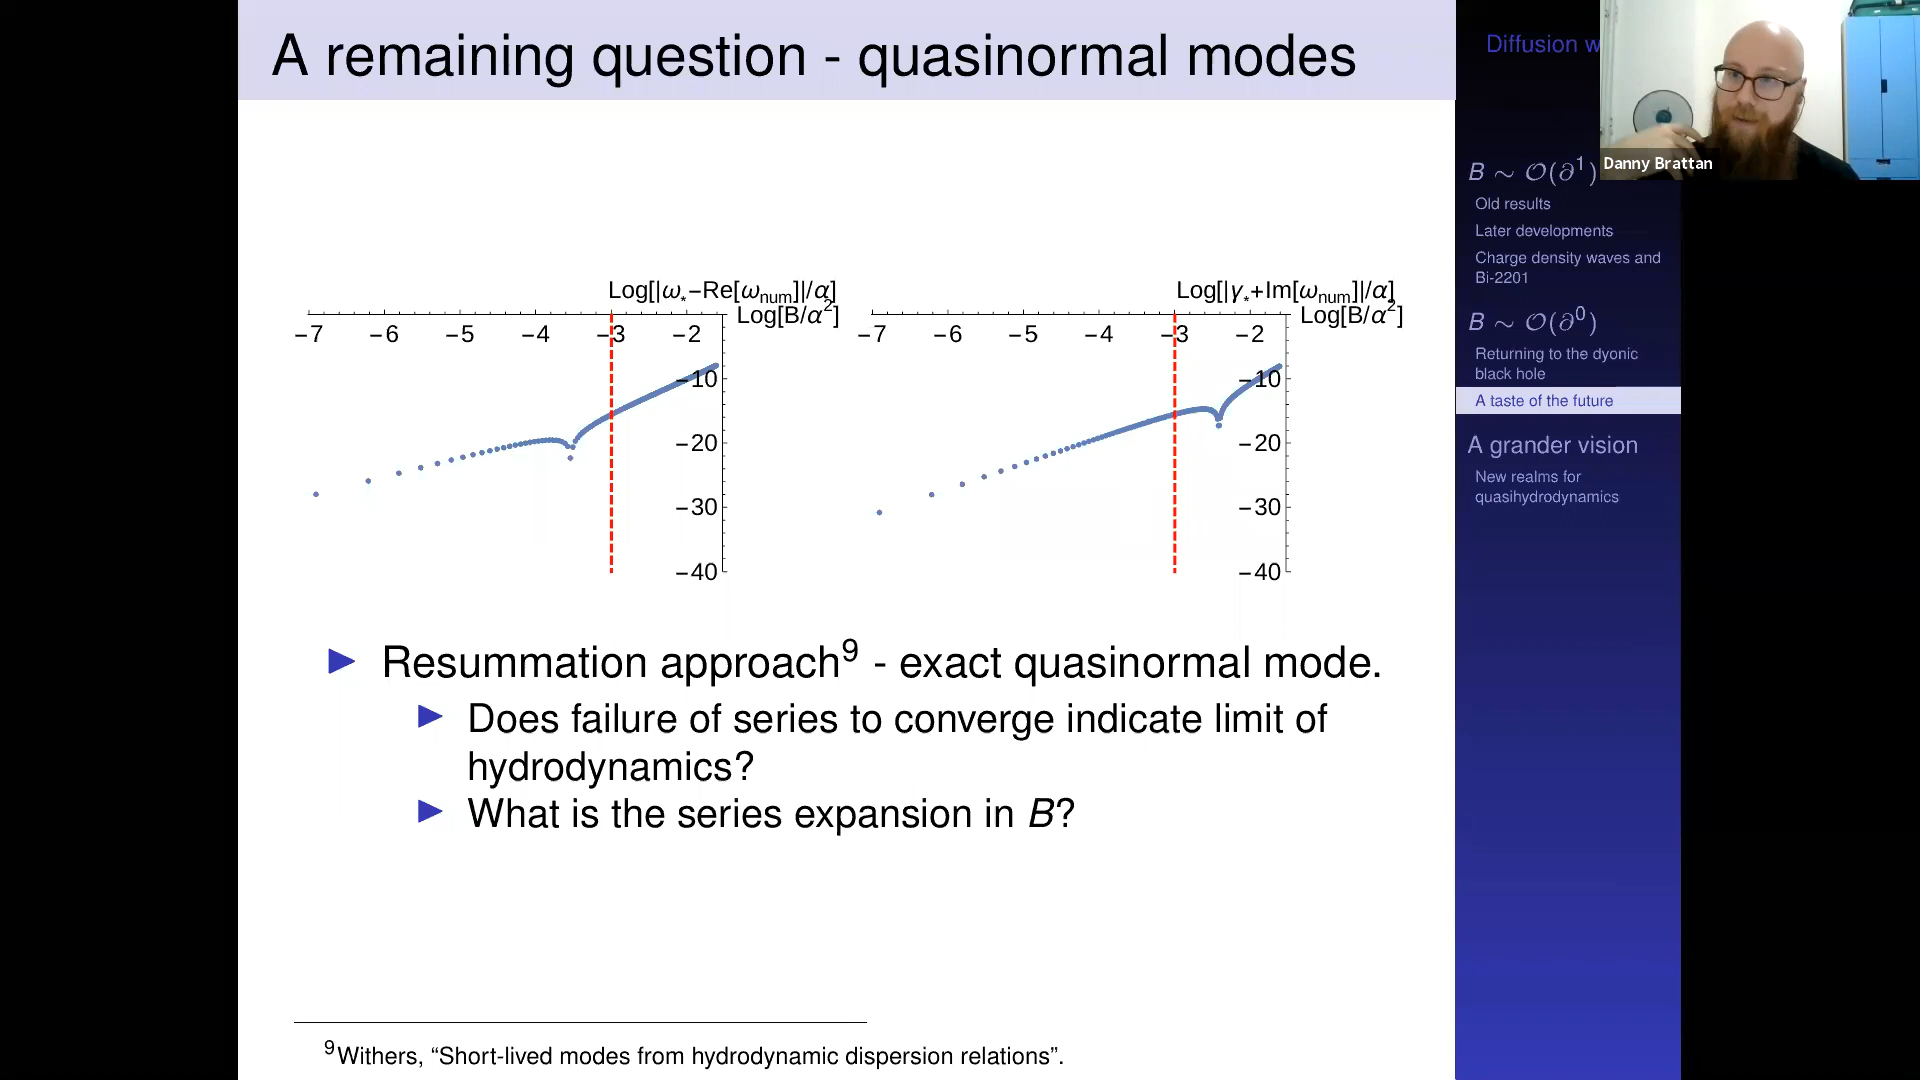 A remaining question - quasinormal modes
Log[|ω*−Re[ωnum]|/α]
Log[B/α²]
−7 −6 −5 −4 −3 −2
−10
−20
−30
−40
Log[|γ*+Im[ωnum]|/α]
Log[B/α²]
−7 −6 −5 −4 −3 −2
−10
−20
−30
−40
Resummation approach⁹ - exact quasinormal mode.
Does failure of series to converge indicate limit of
hydrodynamics?
What is the series expansion in B?
⁹Withers, “Short-lived modes from hydrodynamic dispersion relations”.
Diffusion
Danny Brattan
B ∼ O(∂¹)
Old results
Later developments
Charge density waves and
Bi-2201
B ∼ O(∂⁰)
Returning to the dyonic
black hole
A taste of the future
A grander vision
New realms for
quasihydrodynamics